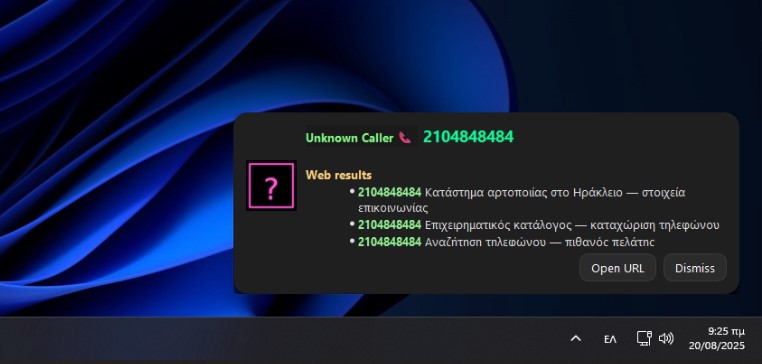 Unknown Caller 📞 2104848484
?
Web results
• 2104848484 Κατάστημα αρτοποιίας στο Ηράκλειο — στοιχεία
επικοινωνίας
• 2104848484 Επιχειρηματικός κατάλογος — καταχώριση τηλεφώνου
• 2104848484 Αναζήτηση τηλεφώνου — πιθανός πελάτης
Open URL Dismiss
ΕΛ 9:25 πμ
20/08/2025